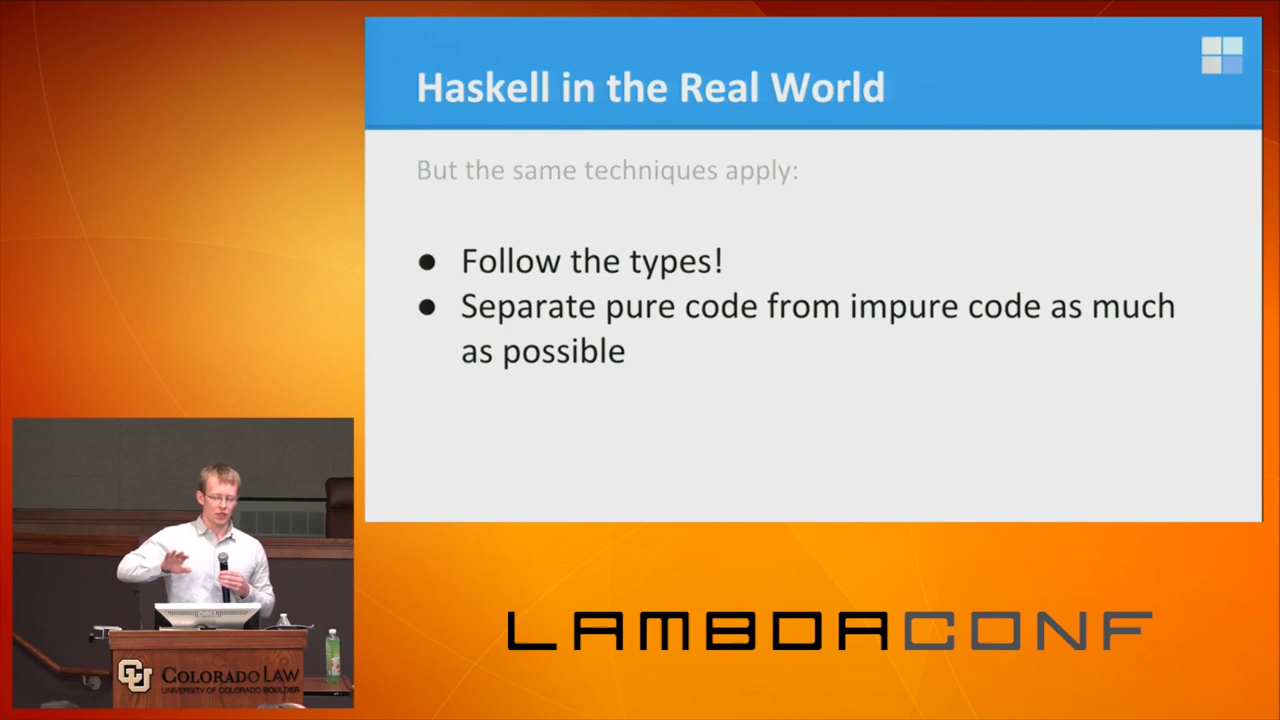 Haskell in the Real World
But the same techniques apply:
● Follow the types!
● Separate pure code from impure code as much
as possible
LAMBDACONF
CU
COLORADO LAW
UNIVERSITY OF COLORADO BOULDER